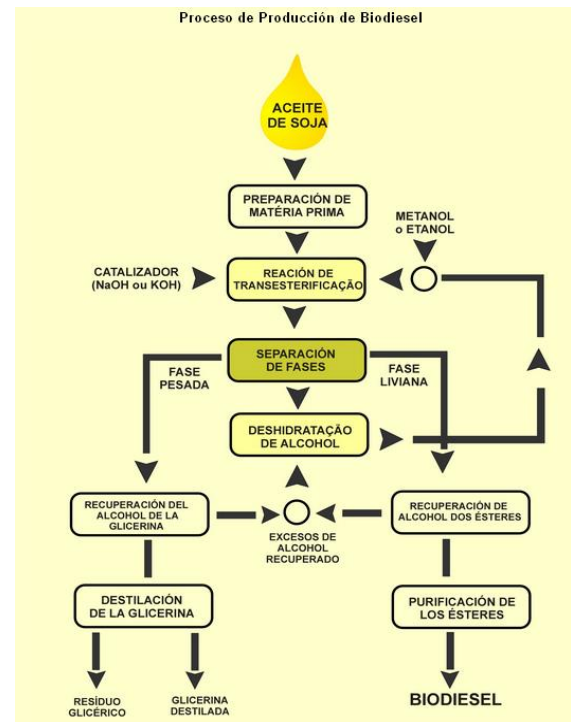 Proceso de Producción de Biodiesel
ACEITE
DE SOJA
PREPARACIÓN DE
MATÉRIA PRIMA
METANOL
o ETANOL
CATALIZADOR
(NaOH ou KOH)
REACIÓN DE
TRANSESTERIFICAÇÃO
SEPARACIÓN
DE FASES
FASE
PESADA
FASE
LIVIANA
DESHIDRATAÇÃO
DE ALCOHOL
RECUPERACIÓN DEL
ALCOHOL DE LA
GLICERINA
EXCESOS DE
ALCOHOL
RECUPERADO
RECUPERACIÓN DE
ALCOHOL DOS ÉSTERES
DESTILACIÓN
DE LA GLICERINA
PURIFICACIÓN DE
LOS ÉSTERES
RESÍDUO
GLICÉRICO
GLICERINA
DESTILADA
BIODIESEL